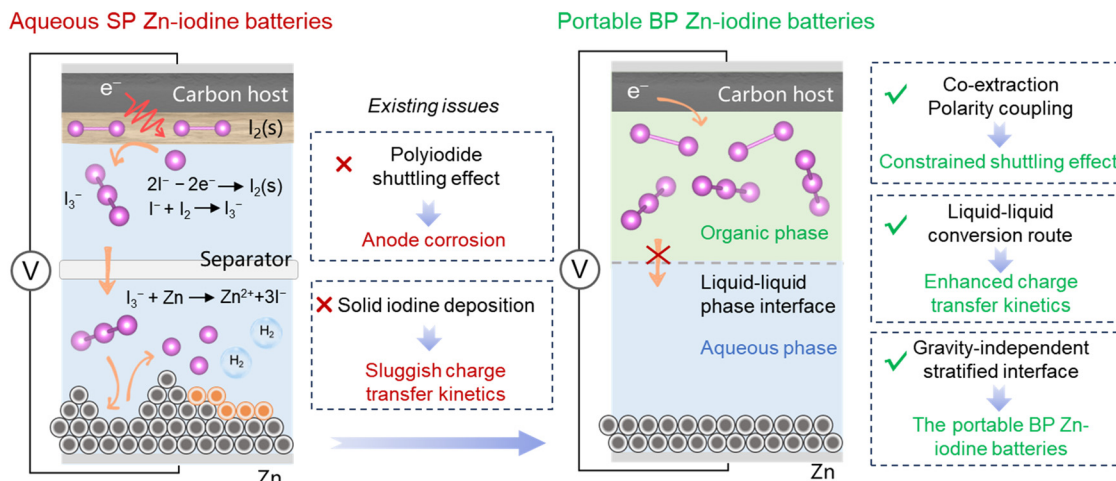 Aqueous SP Zn-iodine batteries
e⁻
Carbon host
I₂(s)
I₃⁻
2I⁻ − 2e⁻ → I₂(s)
I⁻ + I₂ → I₃⁻
V
Separator
I₃⁻ + Zn → Zn²⁺+3I⁻
H₂
H₂
Zn
Existing issues
Polyiodide
shuttling effect
Anode corrosion
Solid iodine deposition
Sluggish charge
transfer kinetics
Portable BP Zn-iodine batteries
e⁻
Carbon host
Organic phase
V
Liquid-liquid
phase interface
Aqueous phase
Zn
Co-extraction
Polarity coupling
Constrained shuttling effect
Liquid-liquid
conversion route
Enhanced charge
transfer kinetics
Gravity-independent
stratified interface
The portable BP Zn-
iodine batteries